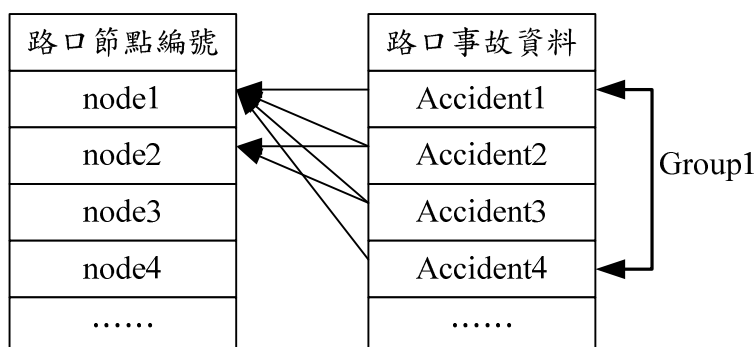 路口節點編號
node1
node2
node3
node4
……
路口事故資料
Accident1
Accident2
Accident3
Accident4
……
Group1